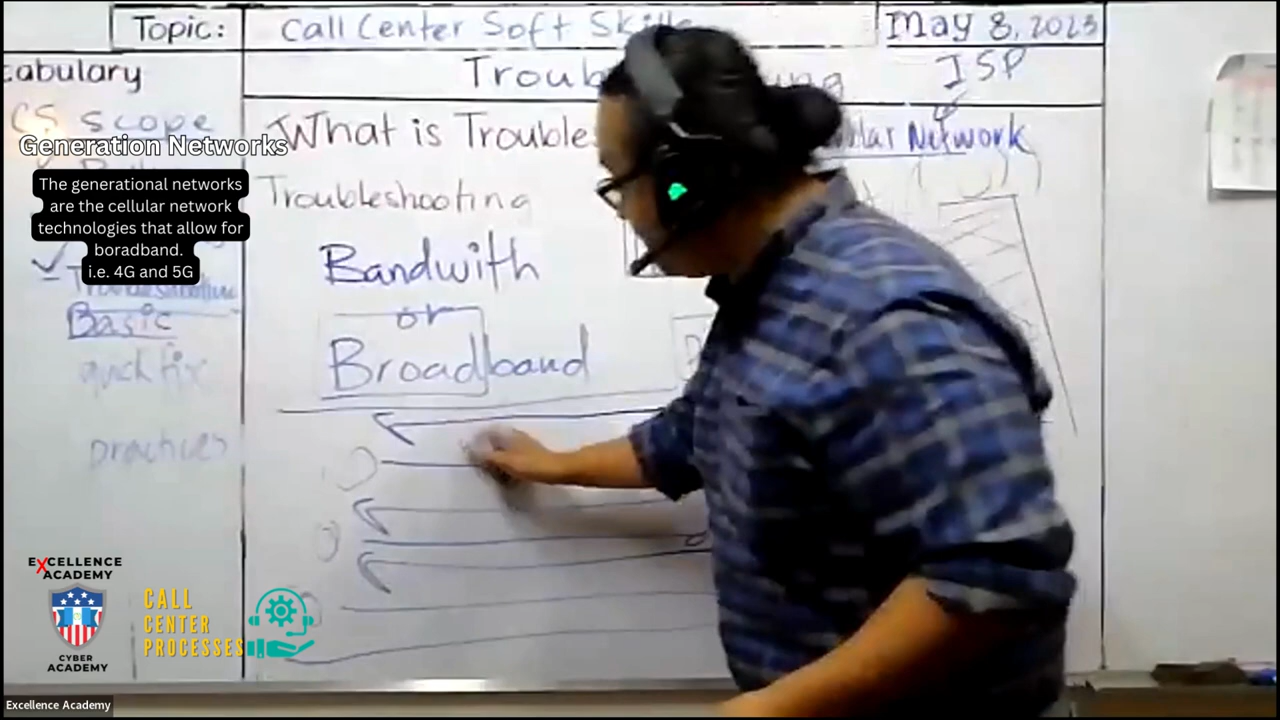 Topic:
Call Center Soft Skills
May 8, 2023
cabulary
Troub
ISP
CS scope
What is Trouble
Network
Generation Networks
The generational networks
are the cellular network
technologies that allow for
boradband.
i.e. 4G and 5G
Troubleshooting
Bandwith
or
Broadband
Basic
quick fix
practices
EXCELLENCE
ACADEMY
CYBER
ACADEMY
CALL
CENTER
PROCESSES
Excellence Academy